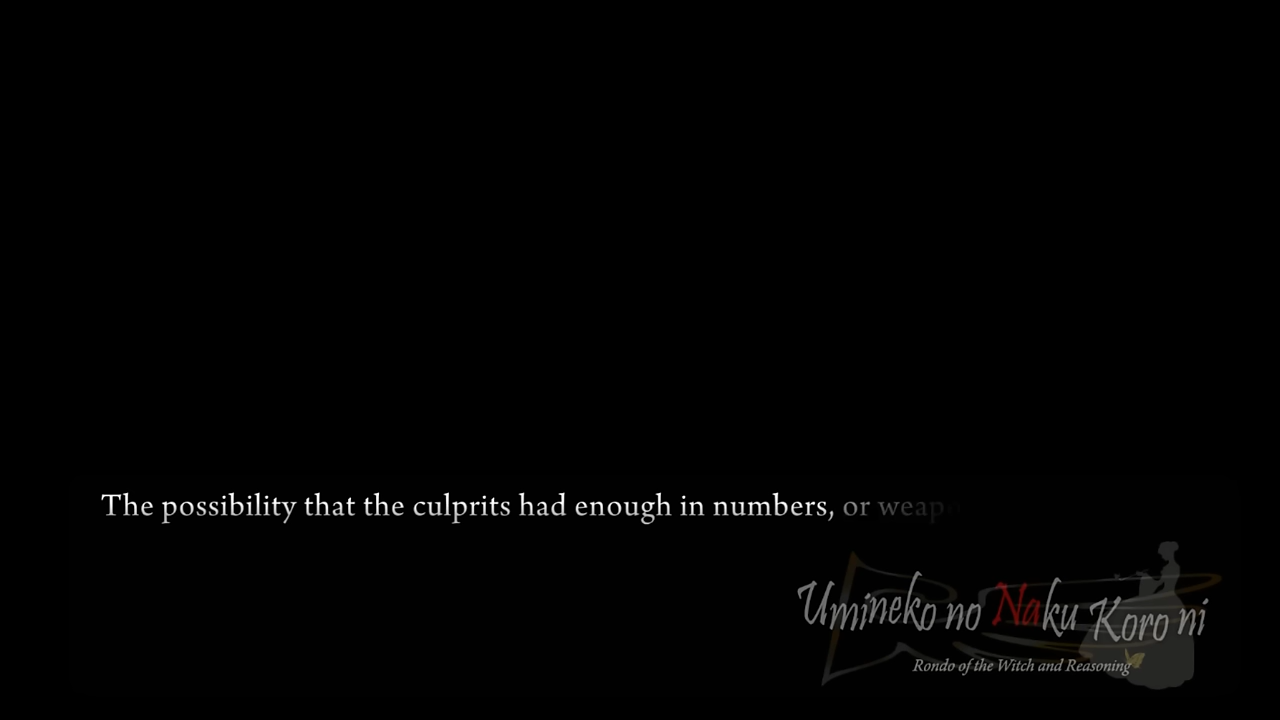 The possibility that the culprits had enough in numbers, or
Umineko no Naku Koro ni
Rondo of the Witch and Reasoning